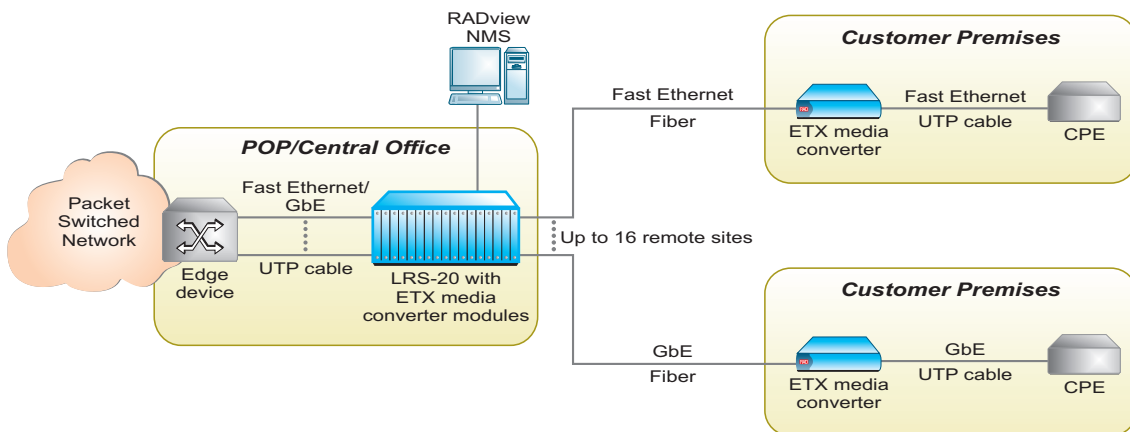 RADview
NMS
Customer Premises
Fast Ethernet
Fiber
RAD
ETX media
converter
Fast Ethernet
UTP cable
CPE
POP/Central Office
Packet
Switched
Network
Edge
device
Fast Ethernet/
GbE
UTP cable
LRS-20 with
ETX media
converter modules
Up to 16 remote sites
Customer Premises
GbE
Fiber
RAD
ETX media
converter
GbE
UTP cable
CPE